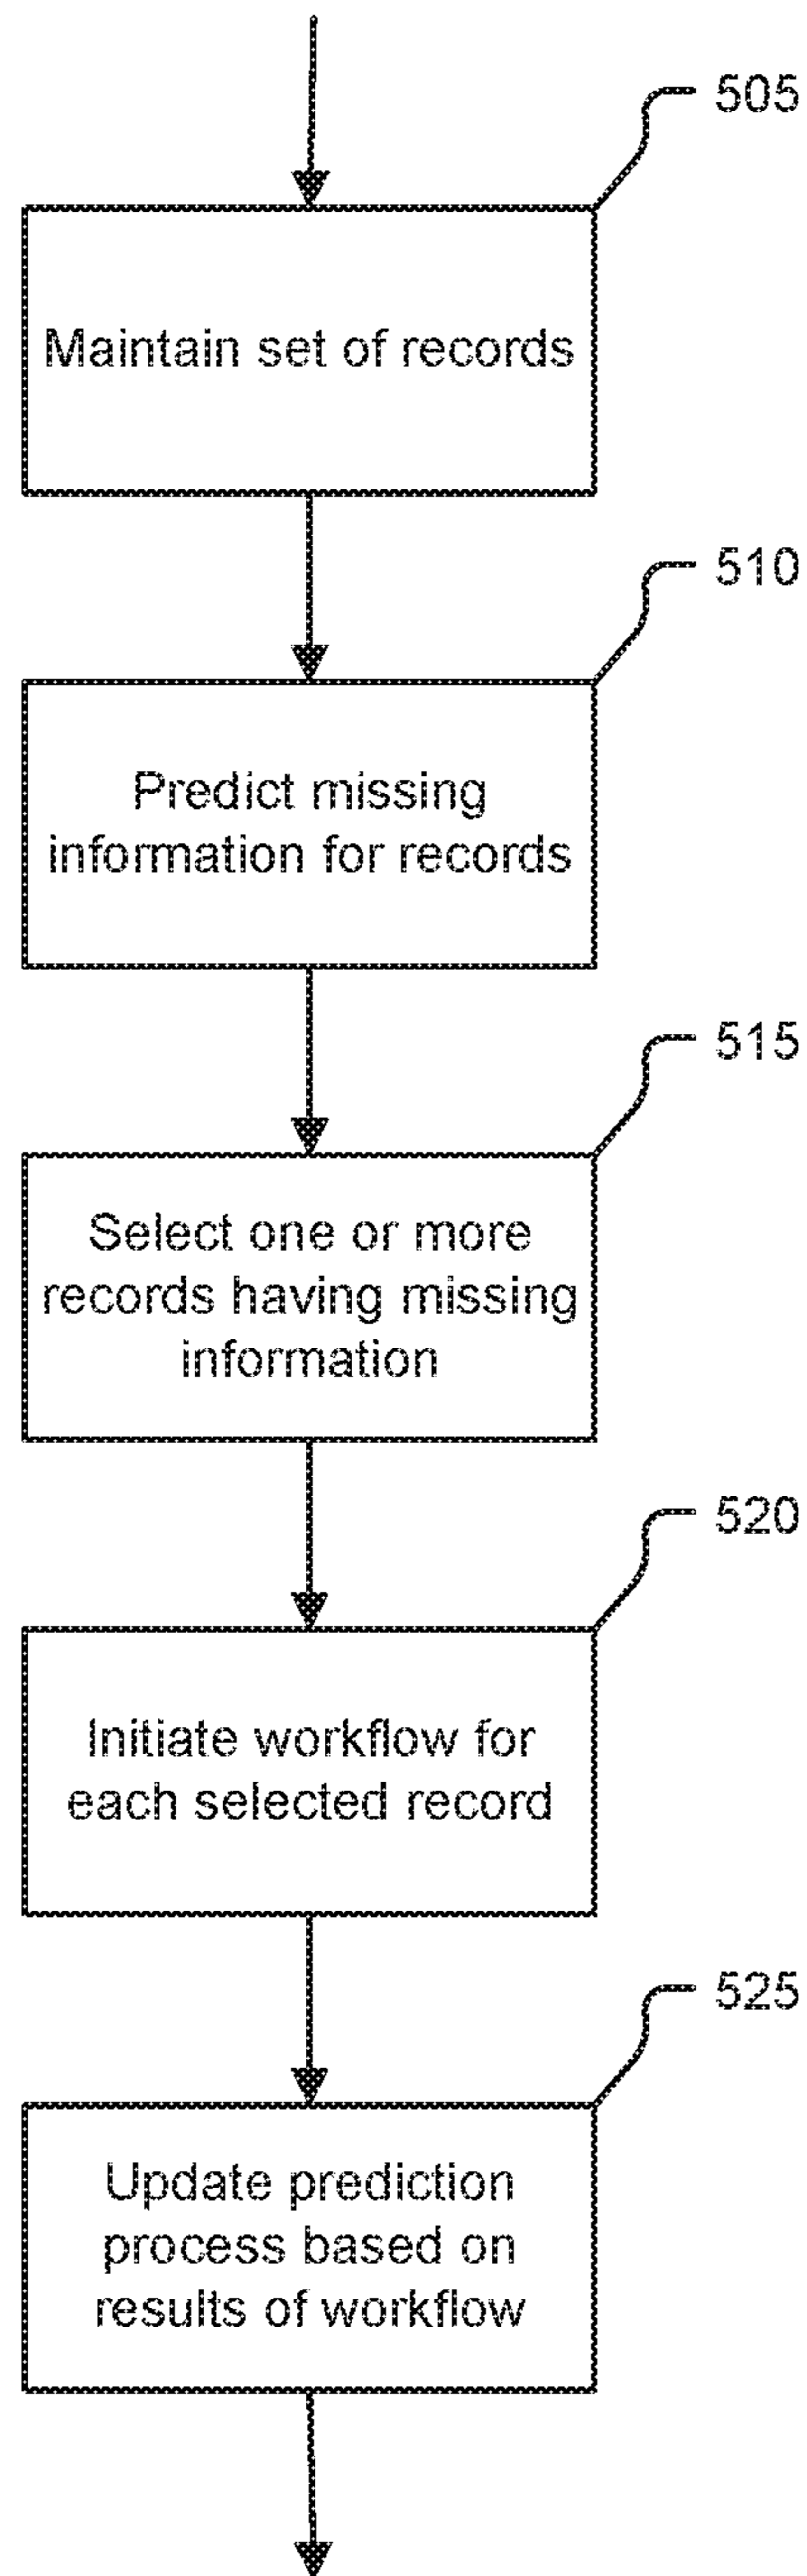 505
Maintain set of records
510
Predict missing
information for records
515
Select one or more
records having missing
information
520
Initiate workflow for
each selected record
525
Update prediction
process based on
results of workflow